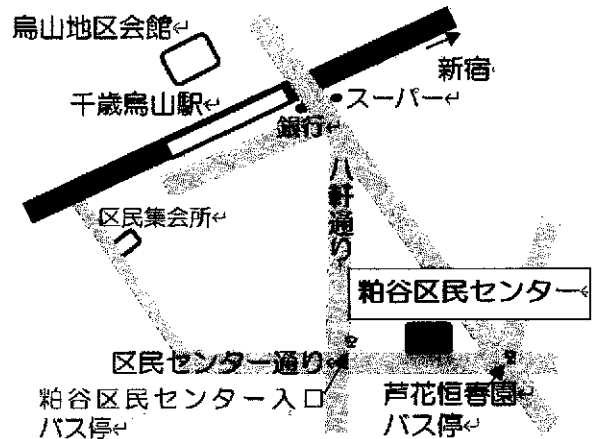 烏山地区会館↵
新宿
千歳烏山駅↵
スーパー↵
銀行↵
八軒通り
区民集会所↵
粕谷区民センター↵
区民センター通り↵
粕谷区民センター入口
バス停↵
芦花恒春園↵
バス停↵